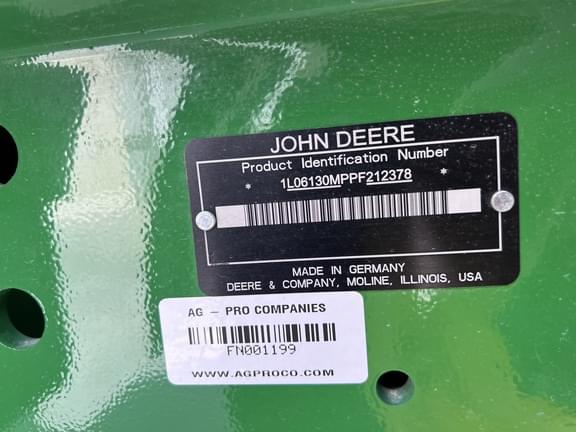 JOHN DEERE
Product Identification Number
* 1L06130MPPF212378 *
MADE IN GERMANY
DEERE & COMPANY, MOLINE, ILLINOIS, USA
AG – PRO COMPANIES
FN001199
WWW.AGPROCO.COM